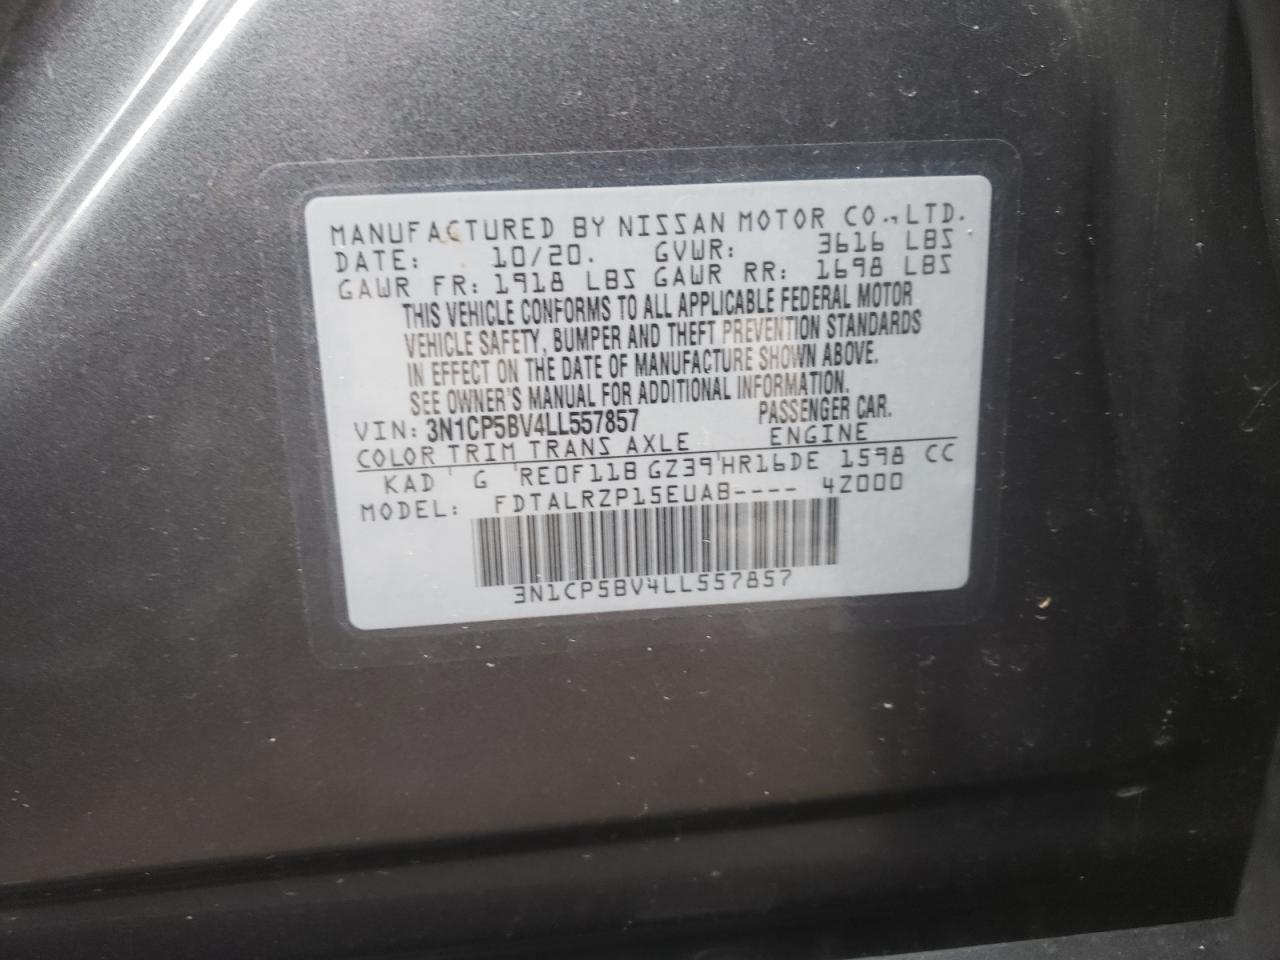 MANUFACTURED BY NISSAN MOTOR CO., LTD.
DATE: 10/20. GVWR: 3616 LBS
GAWR FR: 1918 LBS GAWR RR: 1698 LBS
THIS VEHICLE CONFORMS TO ALL APPLICABLE FEDERAL MOTOR
VEHICLE SAFETY, BUMPER AND THEFT PREVENTION STANDARDS
IN EFFECT ON THE DATE OF MANUFACTURE SHOWN ABOVE.
SEE OWNER'S MANUAL FOR ADDITIONAL INFORMATION.
VIN: 3N1CP5BV4LL557857 PASSENGER CAR.
COLOR TRIM TRANS AXLE ENGINE
KAD ' G 'RE0F11B GZ39'HR16DE 1598 CC
MODEL: FDTALRZP15EUAB---- 4Z000
3N1CP5BV4LL557857